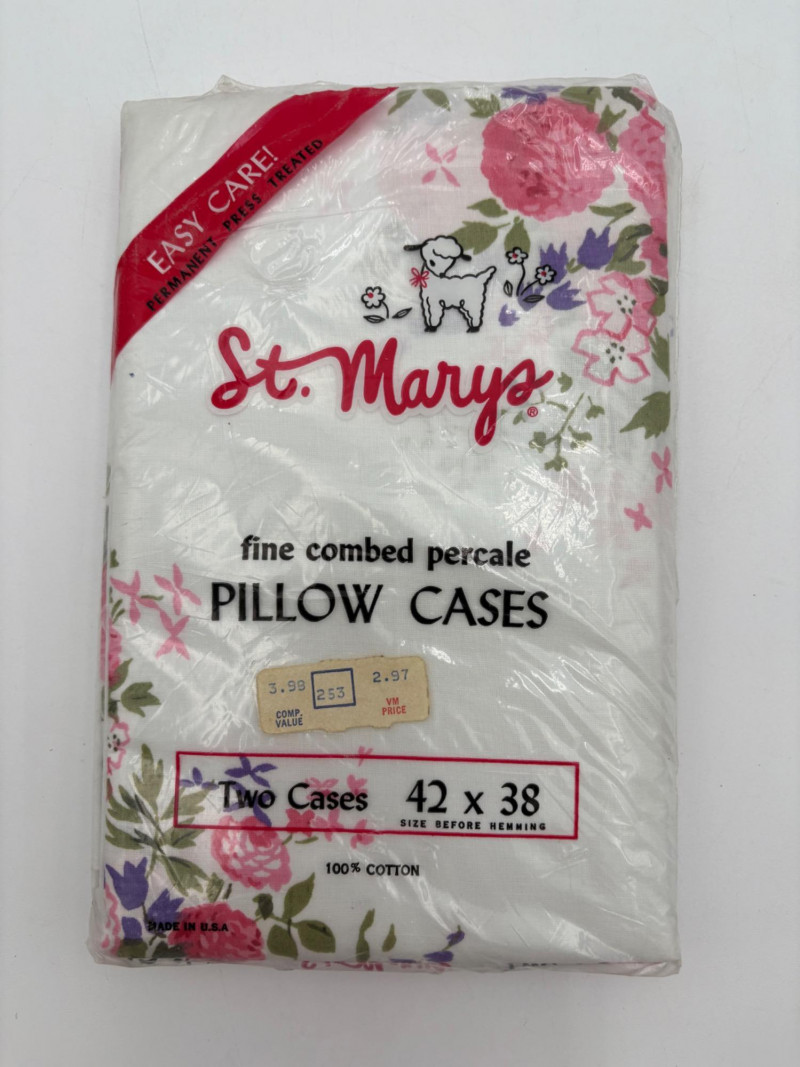 EASY CARE!
PERMANENT PRESS TREATED
St. Marys®
fine combed percale
PILLOW CASES
3.98 253 2.97
COMP. VALUE
VM PRICE
Two Cases 42 x 38
SIZE BEFORE HEMMING
100% COTTON
MADE IN U.S.A